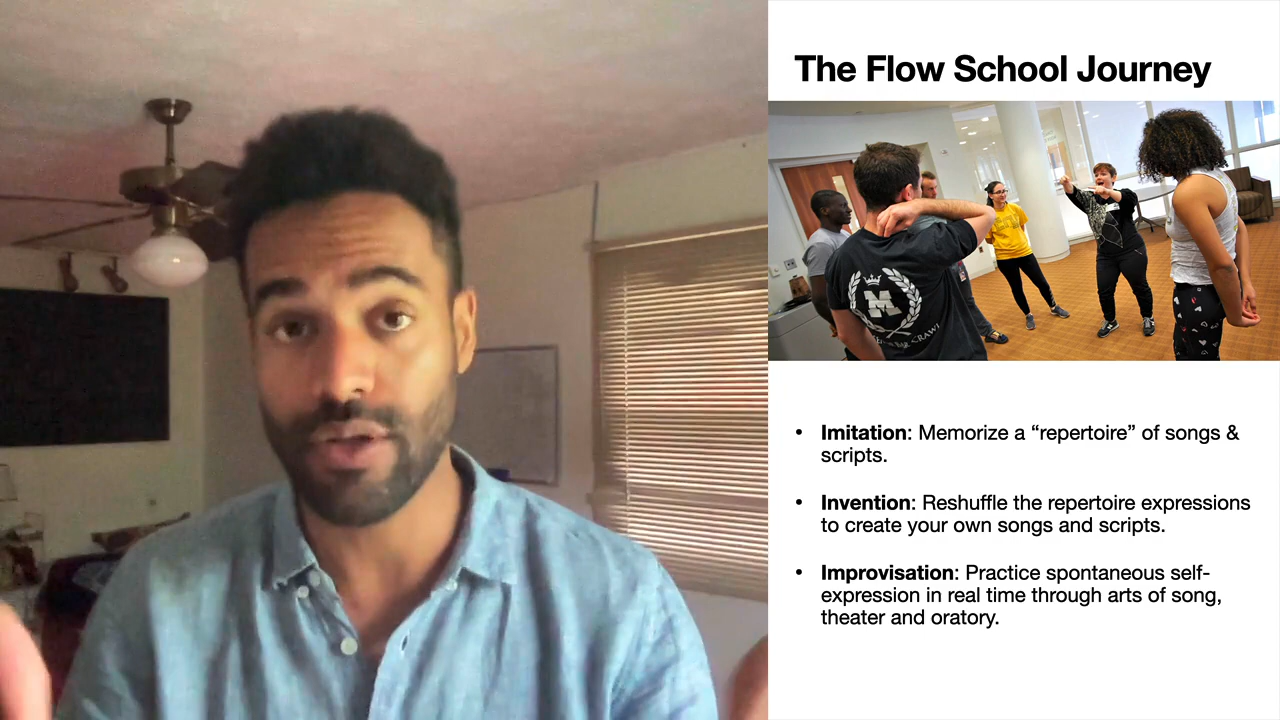 The Flow School Journey
M
• Imitation: Memorize a “repertoire” of songs &
scripts.
• Invention: Reshuffle the repertoire expressions
to create your own songs and scripts.
• Improvisation: Practice spontaneous self-
expression in real time through arts of song,
theater and oratory.